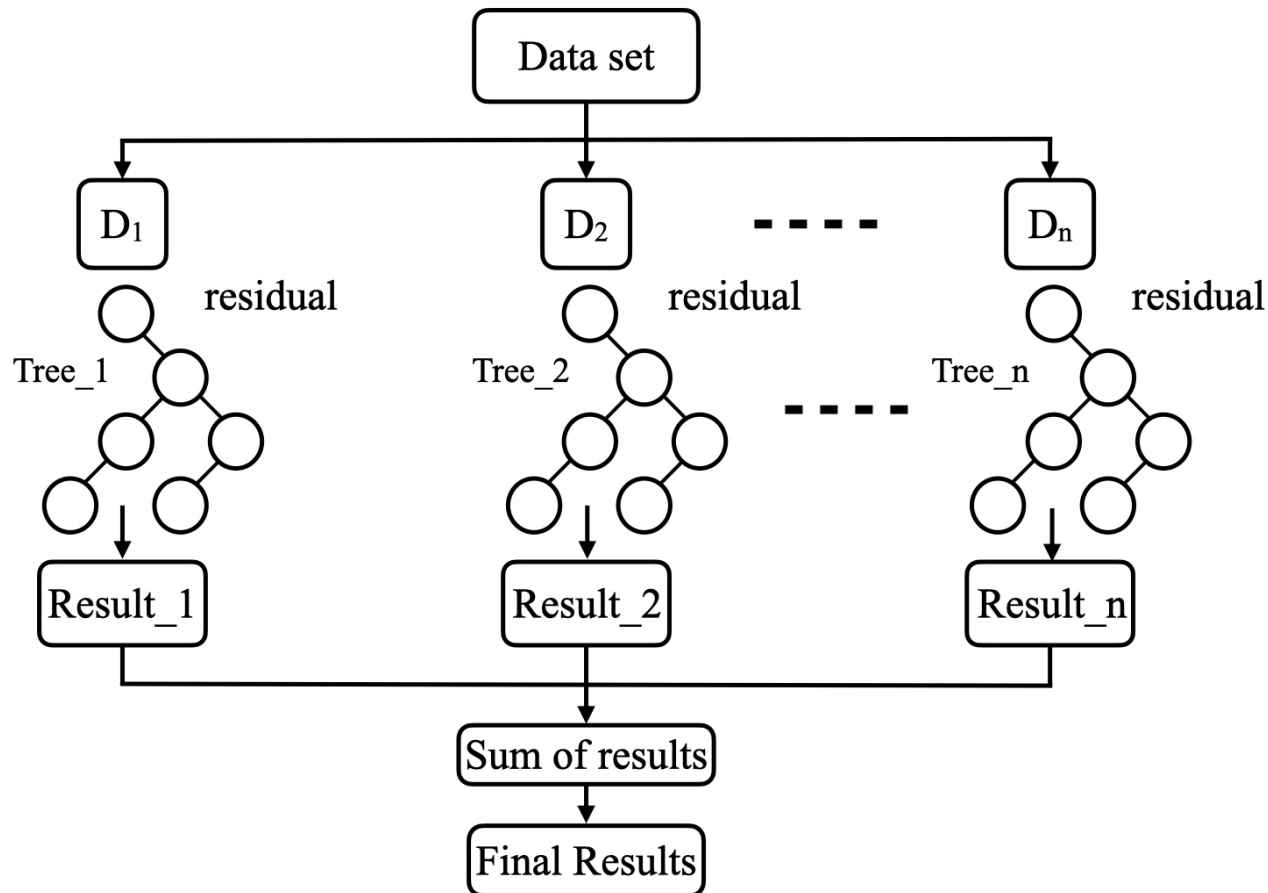 Data set
D₁
D₂
Dₙ
residual
residual
residual
Tree_1
Tree_2
Tree_n
Result_1
Result_2
Result_n
Sum of results
Final Results